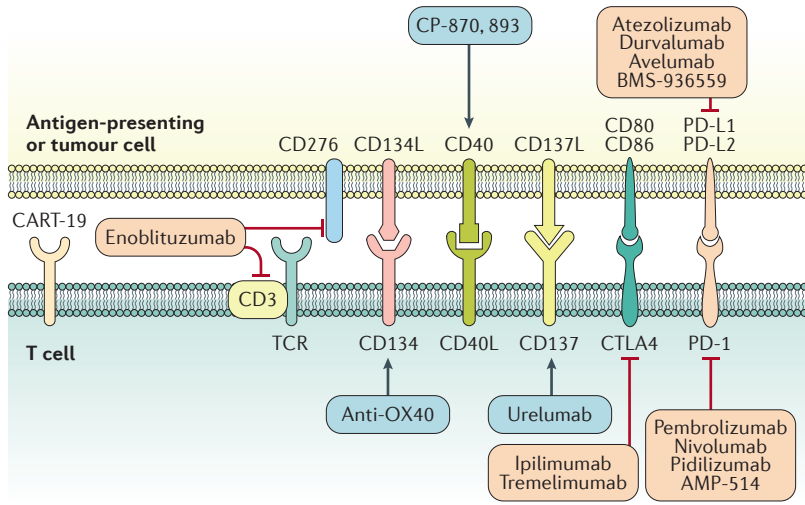 CP-870, 893
Atezolizumab
Durvalumab
Avelumab
BMS-936559
Antigen-presenting
or tumour cell
CD276
CD134L
CD40
CD137L
CD80
CD86
PD-L1
PD-L2
CART-19
Enoblituzumab
CD3
T cell
TCR
CD134
CD40L
CD137
CTLA4
PD-1
Anti-OX40
Urelumab
Ipilimumab
Tremelimumab
Pembrolizumab
Nivolumab
Pidilizumab
AMP-514